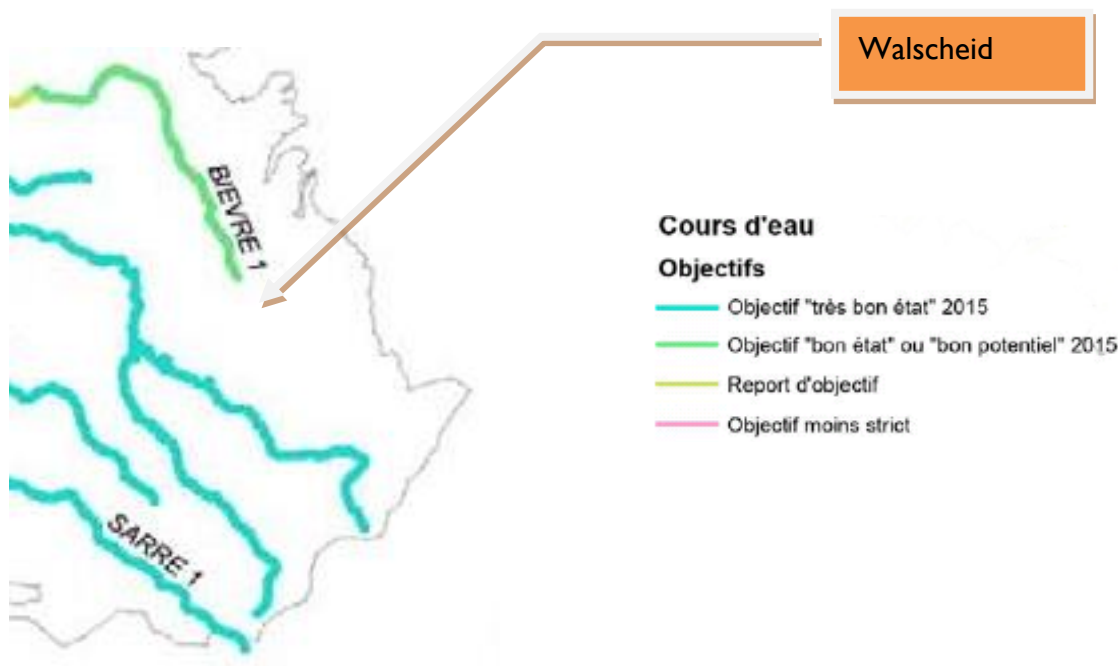 Walscheid
B/EVRE 1
SARRE 1
Cours d'eau
Objectifs
Objectif "très bon état" 2015
Objectif "bon état" ou "bon potentiel" 2015
Report d'objectif
Objectif moins strict